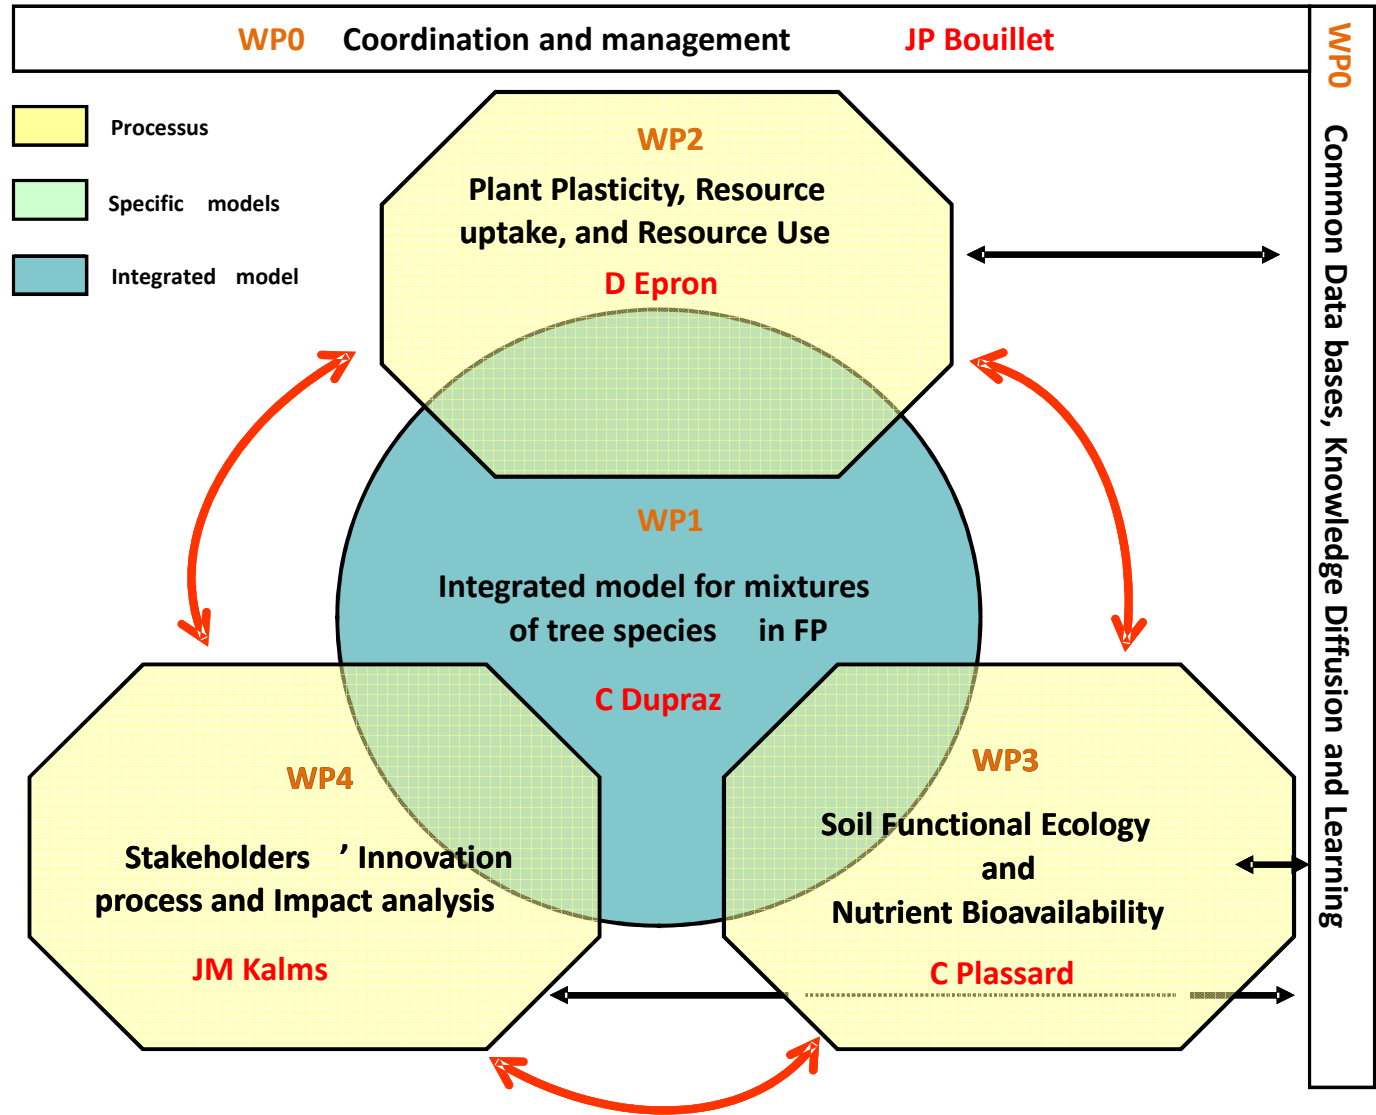 WP0 Coordination and management JP Bouillet
WP0 Common Data bases, Knowledge Diffusion and Learning
Processus
Specific models
Integrated model
WP2
Plant Plasticity, Resource
uptake, and Resource Use
D Epron
WP1
Integrated model for mixtures
of tree species in FP
C Dupraz
WP4
Stakeholders ’ Innovation
process and Impact analysis
JM Kalms
WP3
Soil Functional Ecology
and
Nutrient Bioavailability
C Plassard